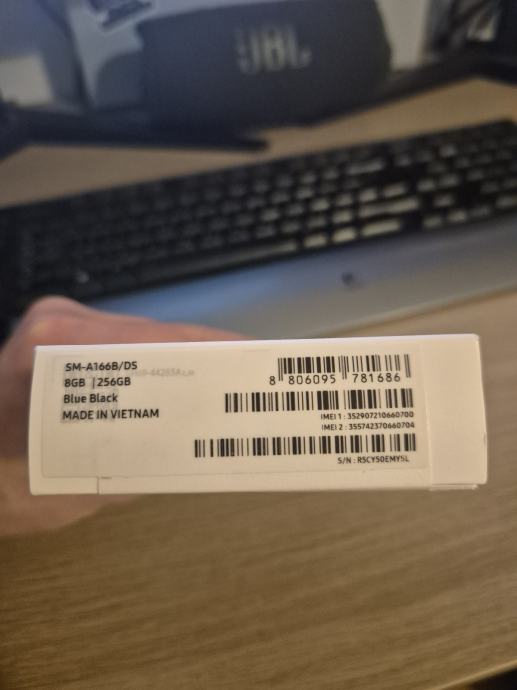 JBL
SM-A166B/DS
8GB | 256GB
Blue Black
MADE IN VIETNAM
8 806095 781686
IMEI 1 : 352907210660700
IMEI 2 : 355742370660704
S/N : R5CY50EMY5L